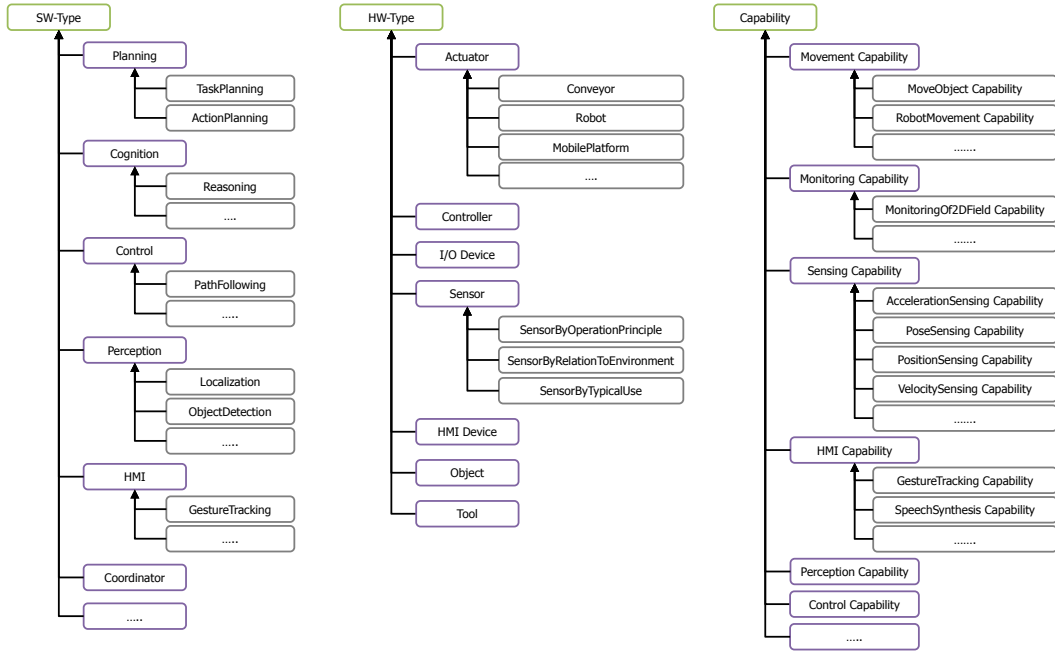 SW-Type
Planning
TaskPlanning
ActionPlanning
Cognition
Reasoning
....
Control
PathFollowing
.....
Perception
Localization
ObjectDetection
.....
HMI
GestureTracking
.....
Coordinator
.....
HW-Type
Actuator
Conveyor
Robot
MobilePlatform
....
Controller
I/O Device
Sensor
SensorByOperationPrinciple
SensorByRelationToEnvironment
SensorByTypicalUse
HMI Device
Object
Tool
Capability
Movement Capability
MoveObject Capability
RobotMovement Capability
.......
Monitoring Capability
MonitoringOf2DField Capability
.......
Sensing Capability
AccelerationSensing Capability
PoseSensing Capability
PositionSensing Capability
VelocitySensing Capability
.......
HMI Capability
GestureTracking Capability
SpeechSynthesis Capability
.......
Perception Capability
Control Capability
.....